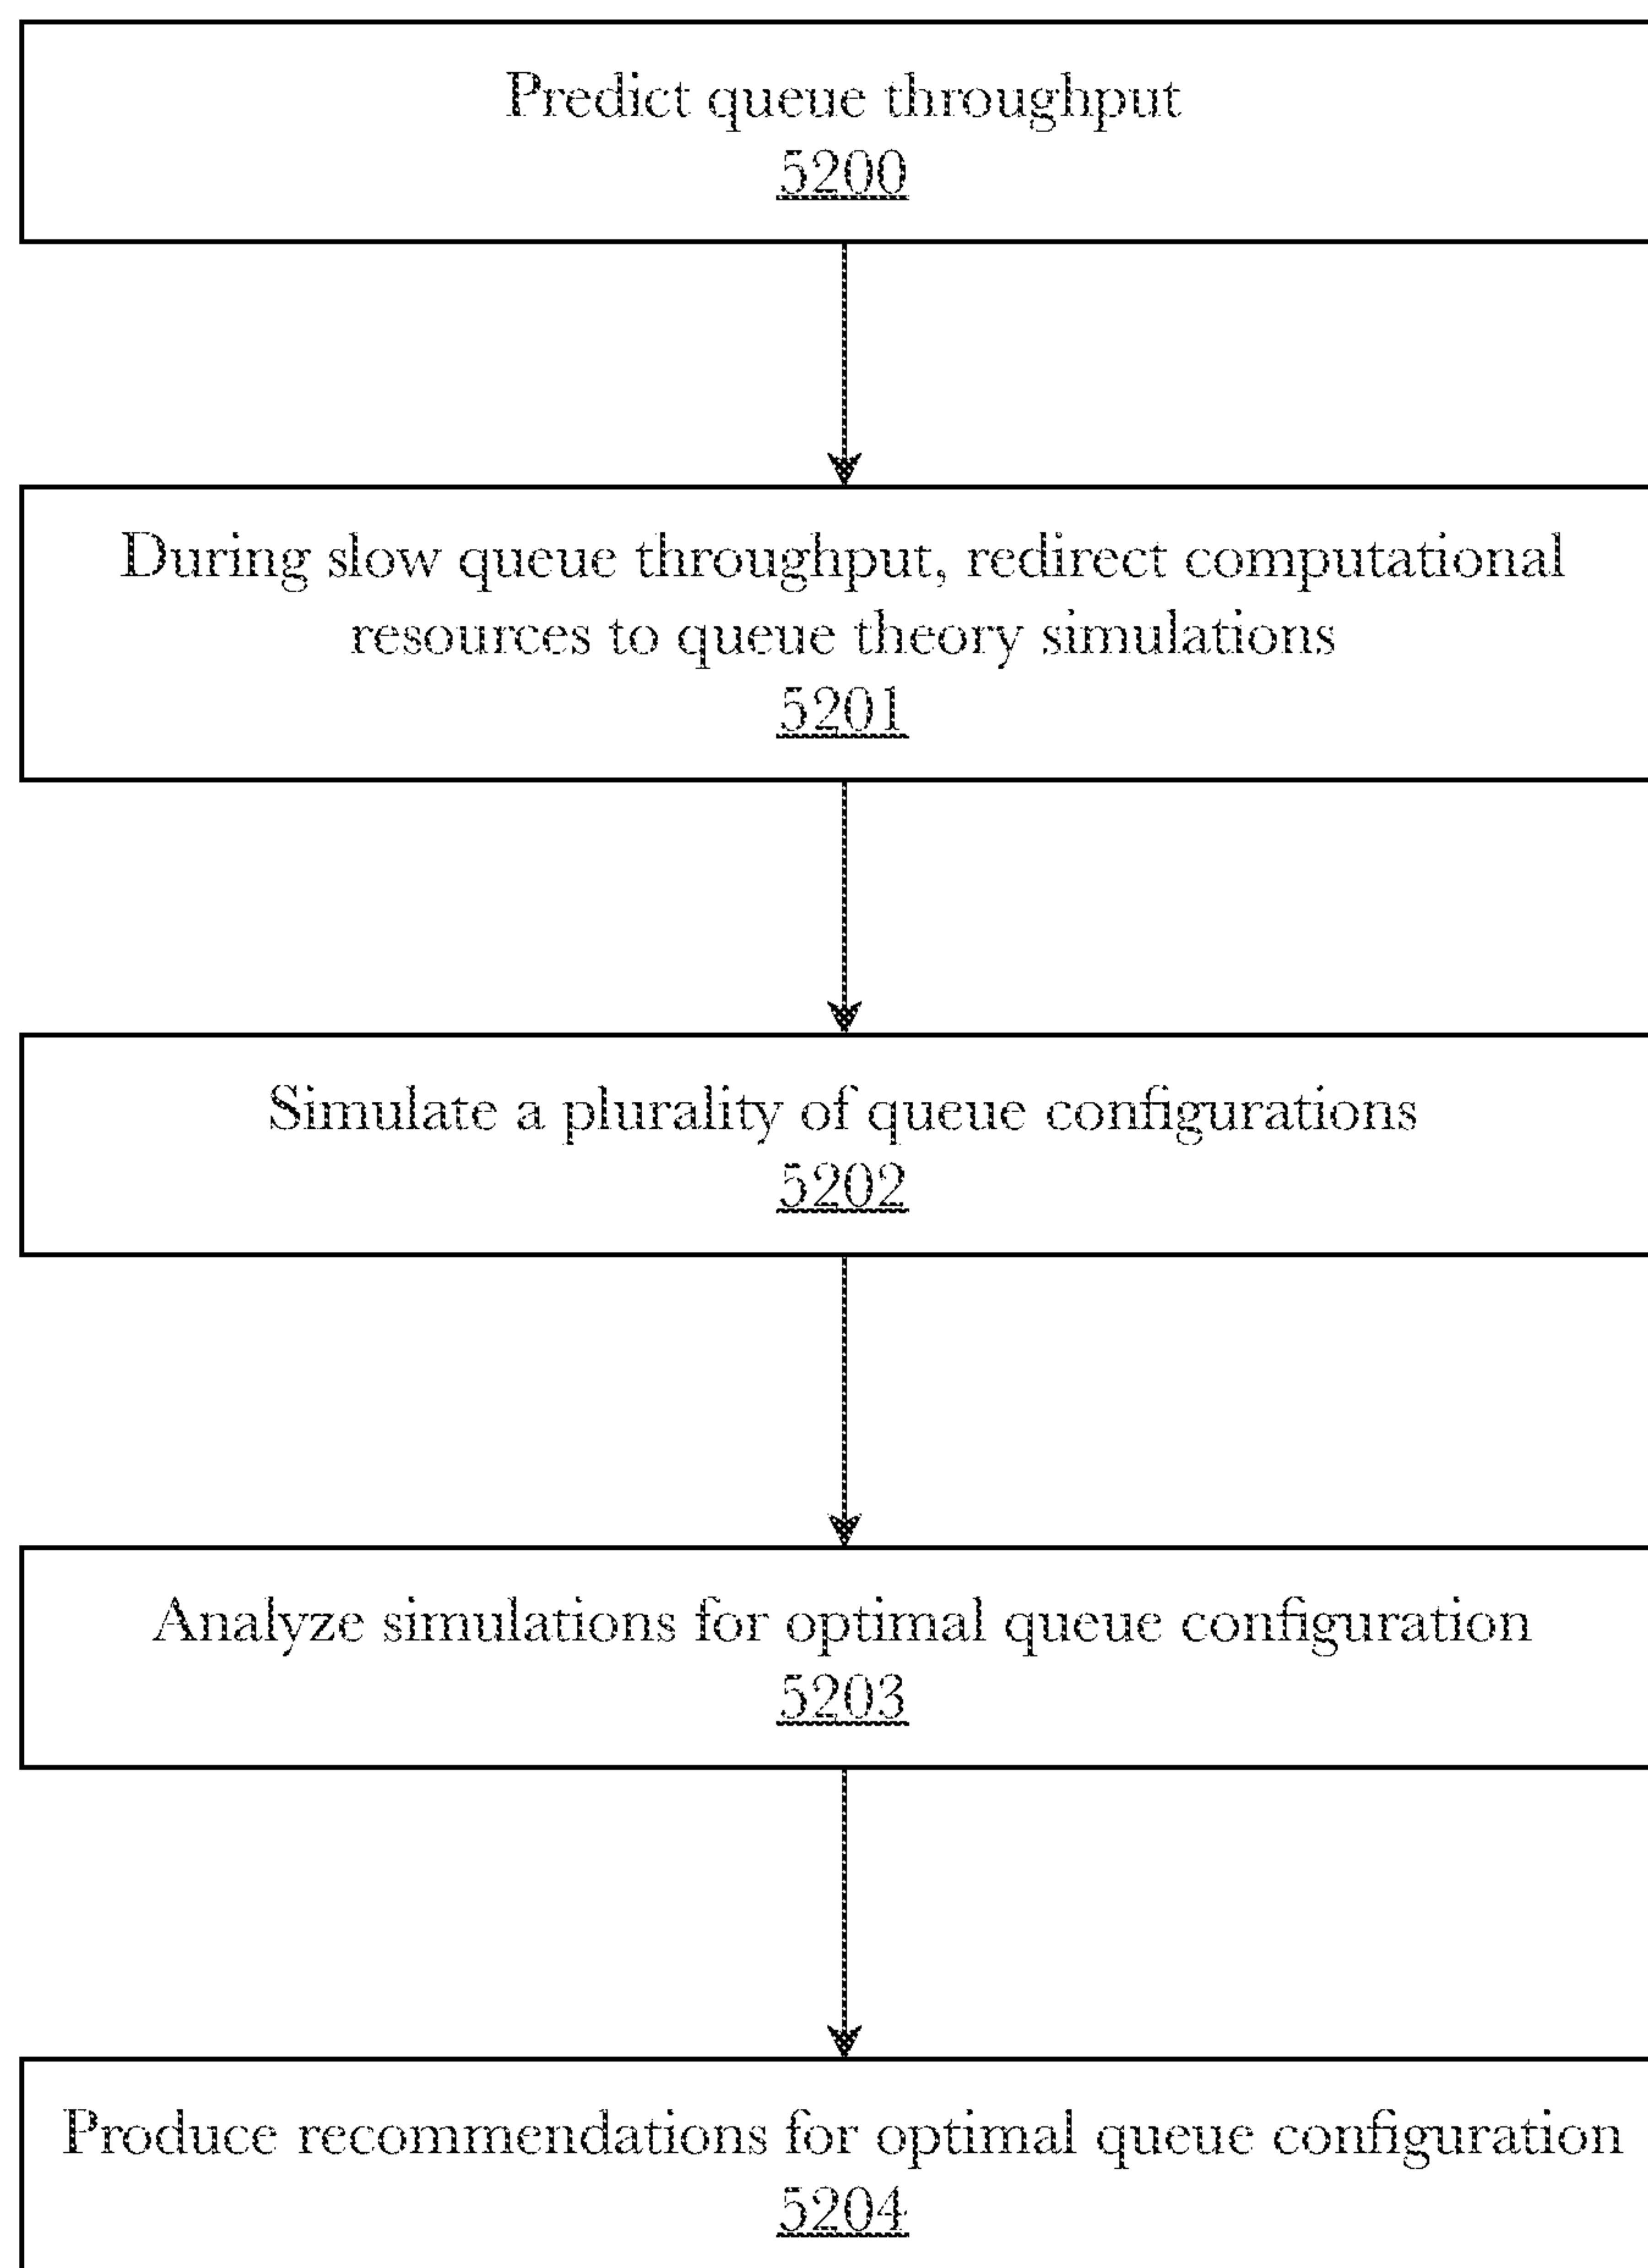 Predict queue throughput
5200
During slow queue throughput, redirect computational
resources to queue theory simulations
5201
Simulate a plurality of queue configurations
5202
Analyze simulations for optimal queue configuration
5203
Produce recommendations for optimal queue configuration
5204